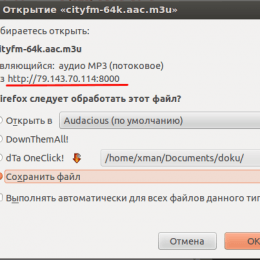 Открытие «cityfm-64k.aac.m3u»
бираетесь открыть:
ityfm-64k.aac.m3u
вляющийся: аудио MP3 (потоковое)
з http://79.143.70.114:8000
irefox следует обработать этот файл?
Открыть в Audacious (по умолчанию)
DownThemAll!
dTa OneClick! /home/xman/Documents/doku/
Сохранить файл
Выполнять автоматически для всех файлов данного тип
Отмена OK